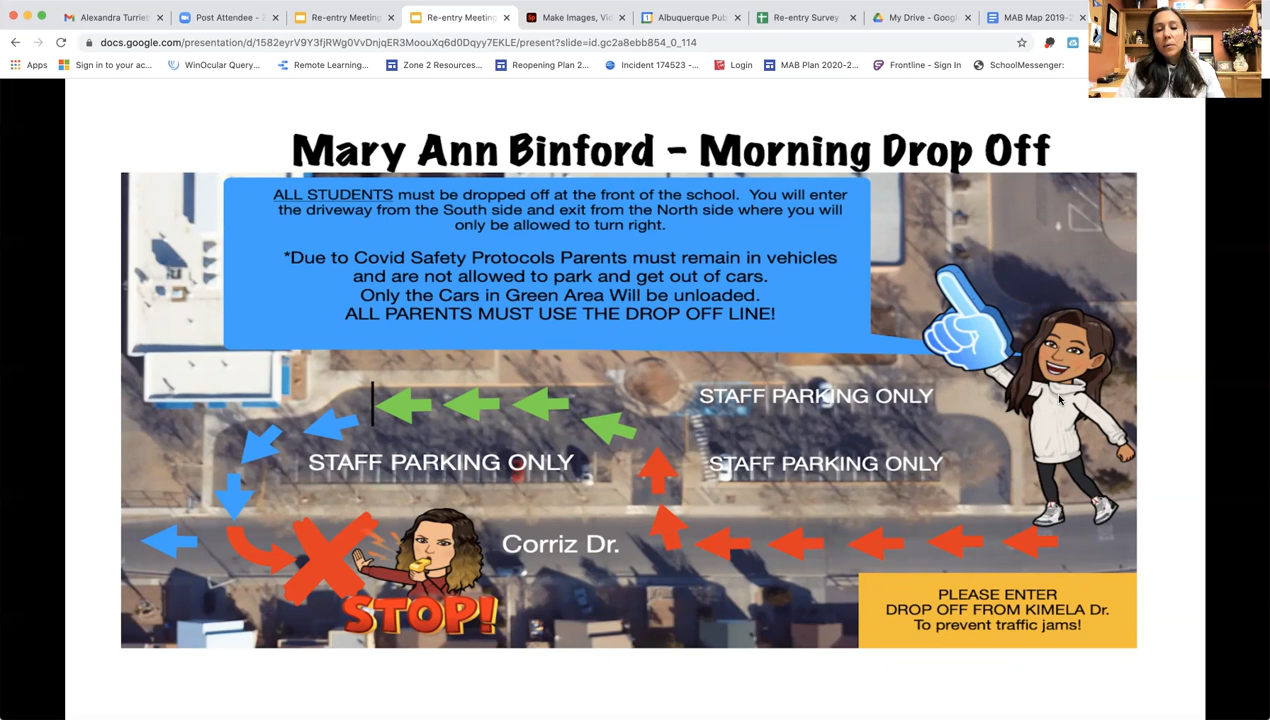 Alexandra Turriet
Post Attendee - Z
Re-entry Meeting
Re-entry Meeting
Make Images, Vid
Albuquerque Pub
Re-entry Survey
My Drive - Googl
MAB Map 2019-2
docs.google.com/presentation/d/1582eyrV9Y3fjRWg0VvDnjqER3MoouXq6d0Dqyy7EKLE/present?slide=id.gc2a8ebb854_0_114
Apps
Sign in to your ac...
WinOcular Query...
Remote Learning...
Zone 2 Resources...
Reopening Plan 2...
Incident 174523 -...
Login
MAB Plan 2020-2...
Frontline - Sign In
SchoolMessenger:
Mary Ann Binford - Morning Drop Off
ALL STUDENTS must be dropped off at the front of the school. You will enter
the driveway from the South side and exit from the North side where you will
only be allowed to turn right.
*Due to Covid Safety Protocols Parents must remain in vehicles
and are not allowed to park and get out of cars.
Only the Cars in Green Area Will be unloaded.
ALL PARENTS MUST USE THE DROP OFF LINE!
STAFF PARKING ONLY
STAFF PARKING ONLY
STAFF PARKING ONLY
Corriz Dr.
STOP!
PLEASE ENTER
DROP OFF FROM KIMELA Dr.
To prevent traffic jams!